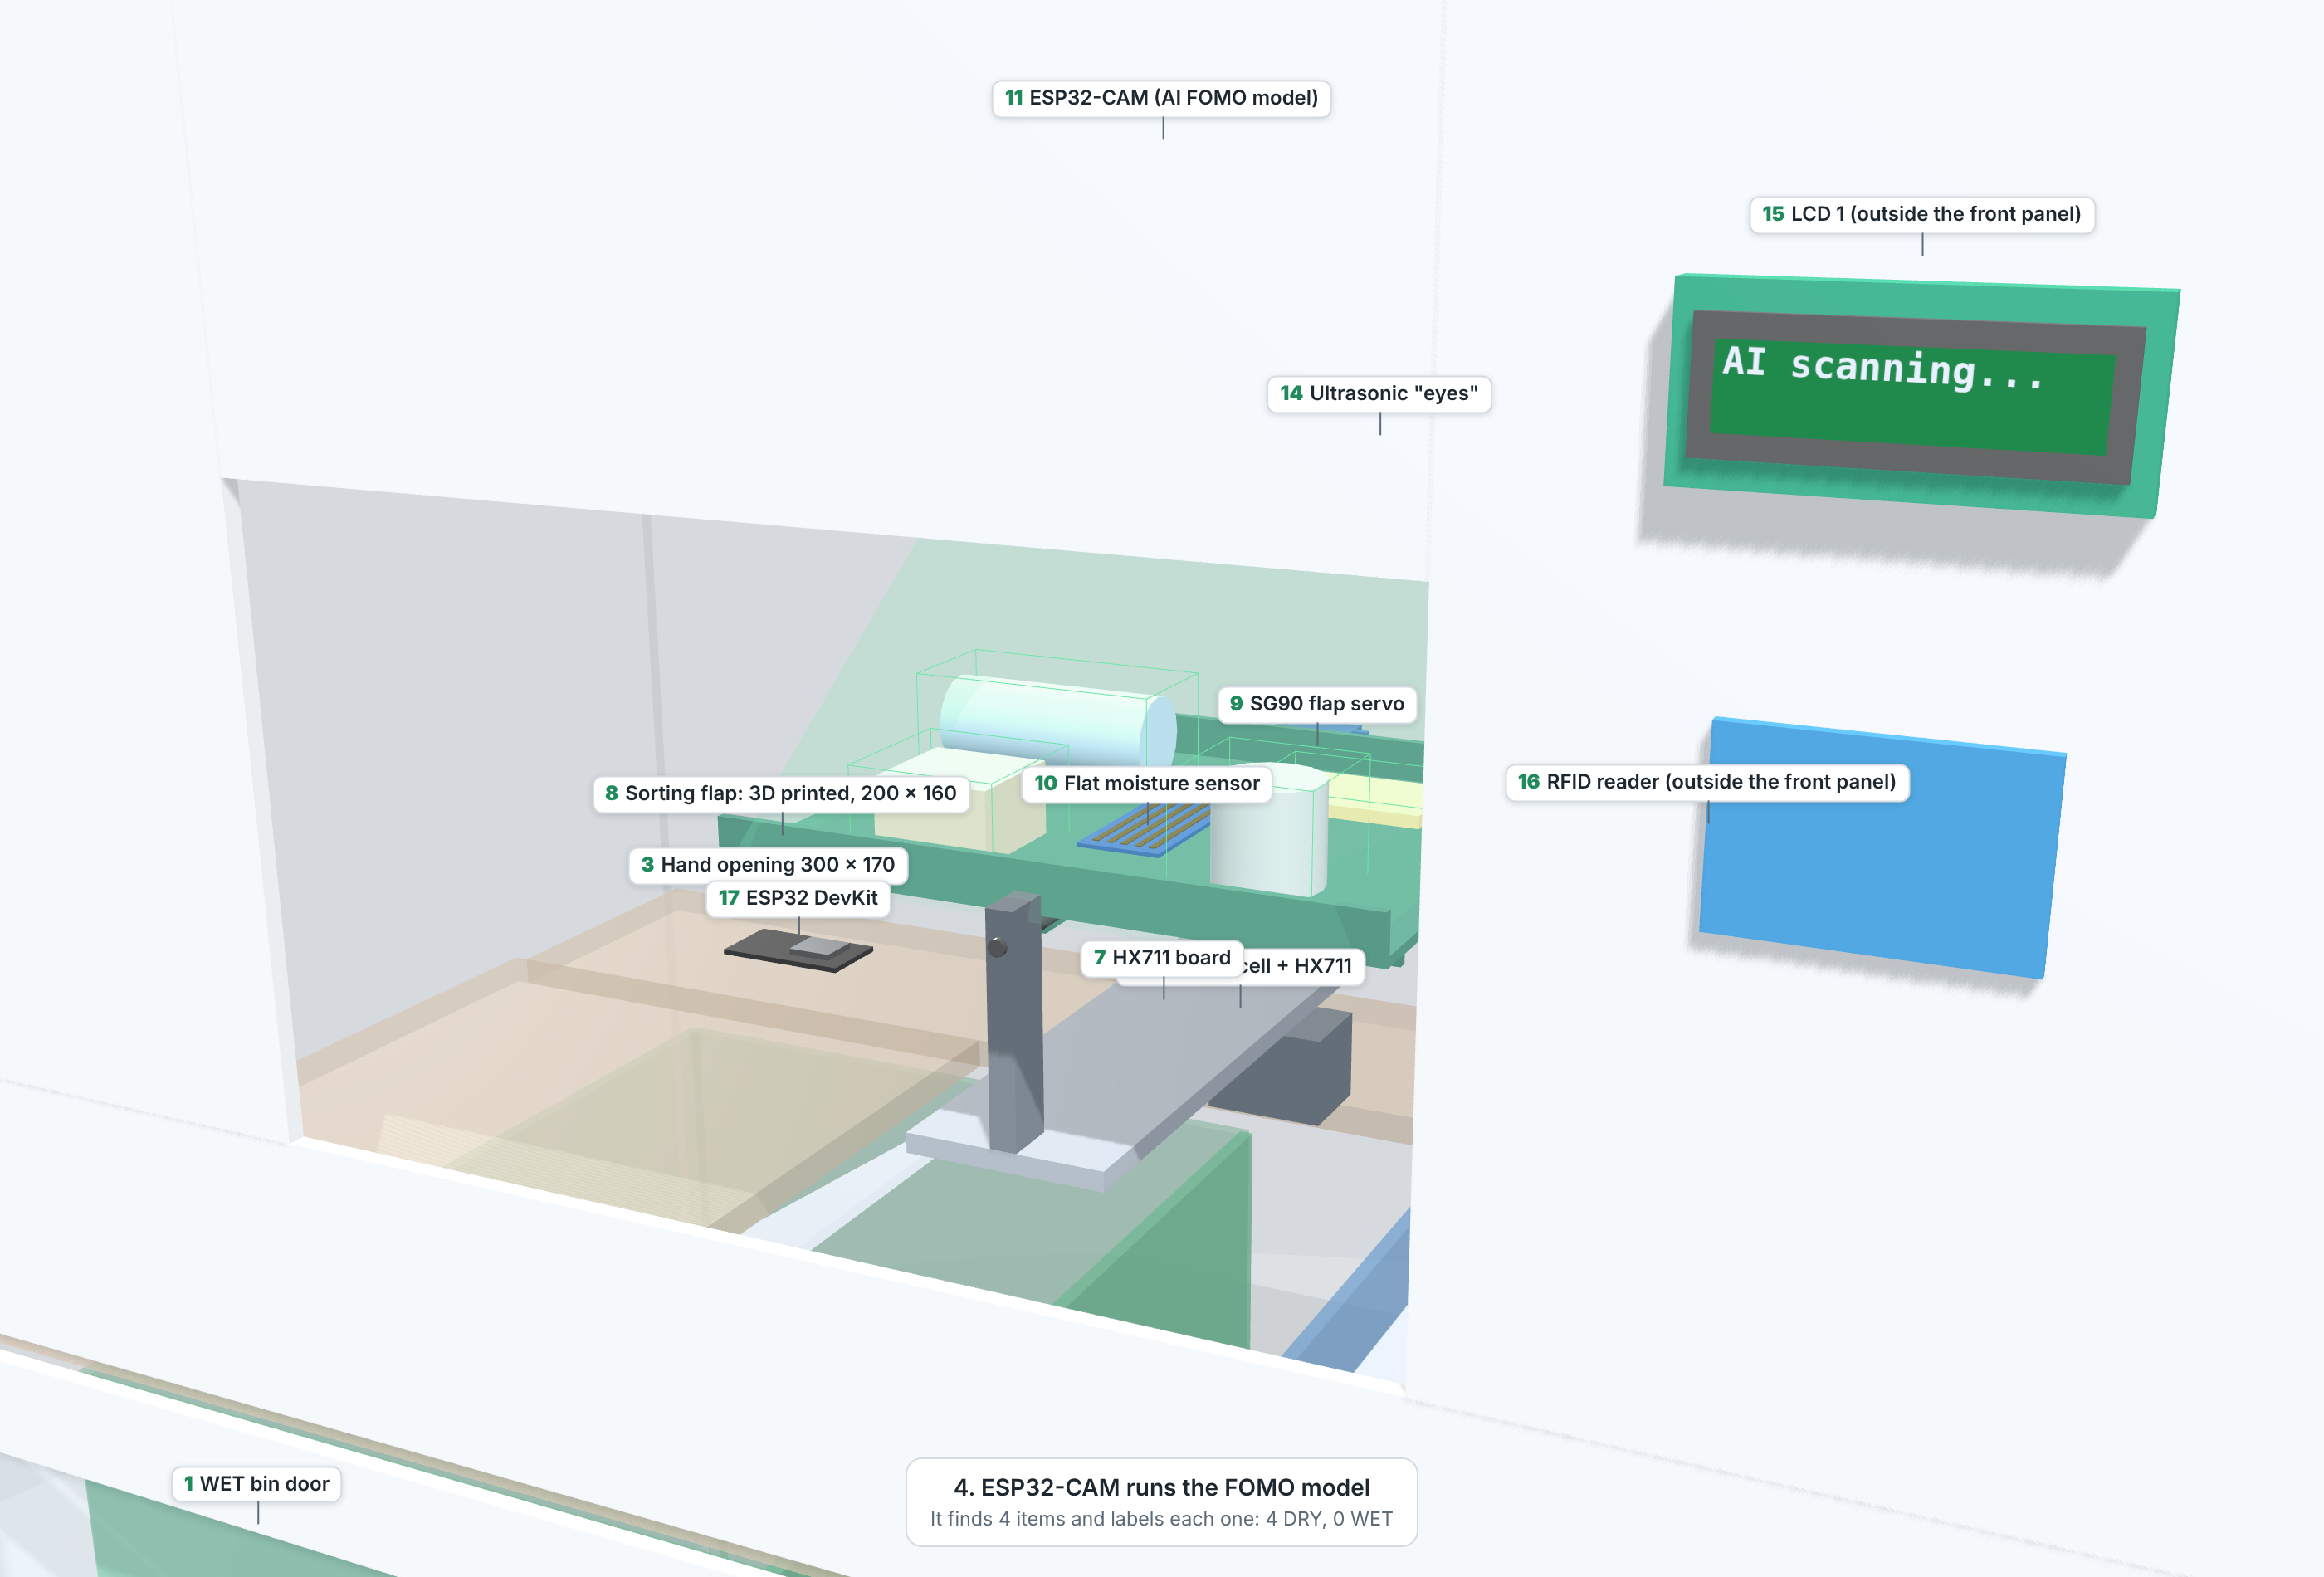 11 ESP32-CAM (AI FOMO model)
15 LCD 1 (outside the front panel)
AI scanning...
14 Ultrasonic "eyes"
9 SG90 flap servo
8 Sorting flap: 3D printed, 200 × 160
10 Flat moisture sensor
16 RFID reader (outside the front panel)
3 Hand opening 300 × 170
17 ESP32 DevKit
7 HX711 board
cell + HX711
1 WET bin door
4. ESP32-CAM runs the FOMO model
It finds 4 items and labels each one: 4 DRY, 0 WET